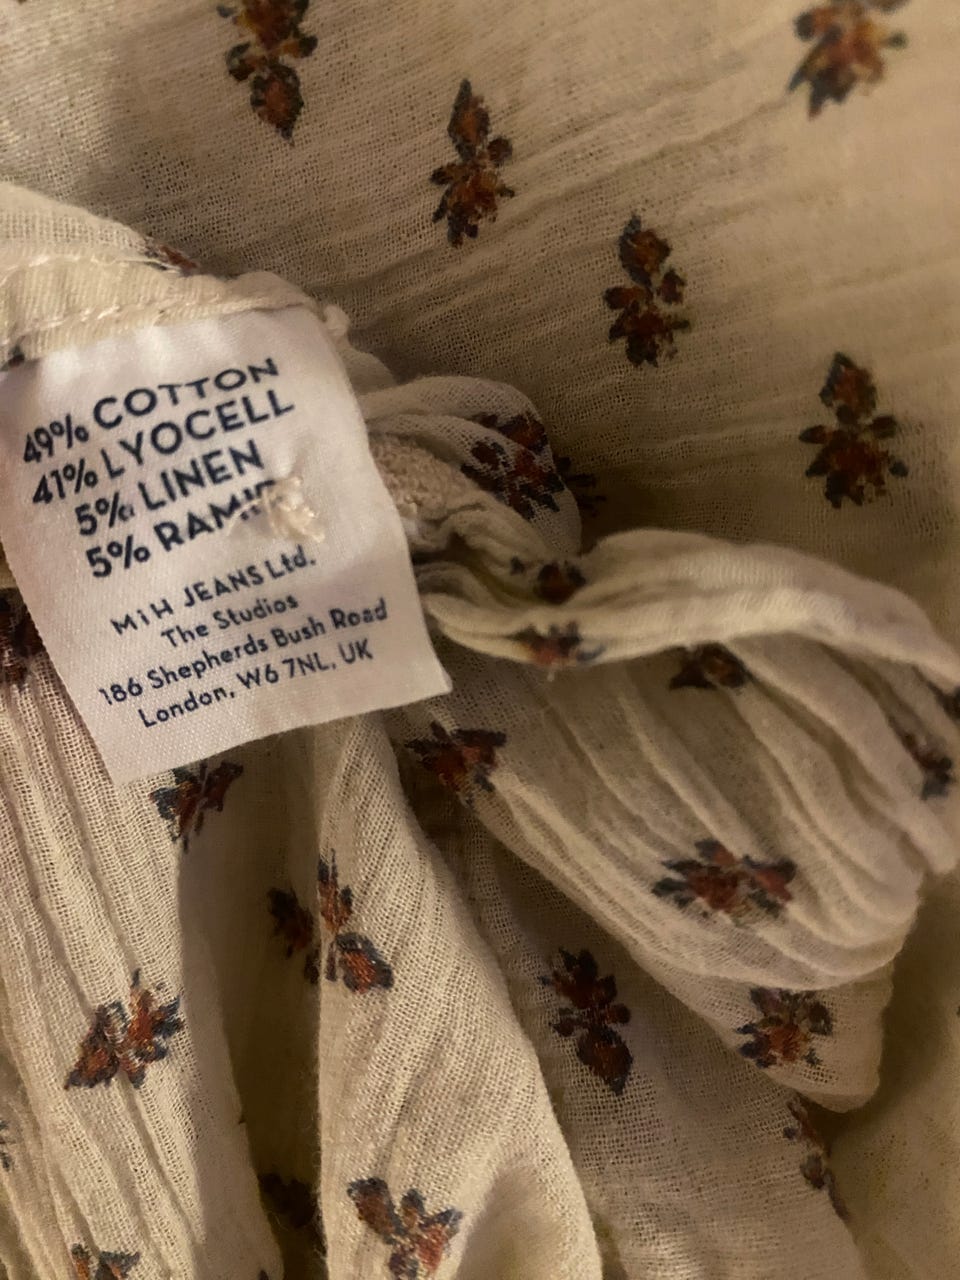 49% COTTON
41% LYOCELL
5% LINEN
5% RAMIE
MiH JEANS Ltd.
The Studios
186 Shepherds Bush Road
London, W6 7NL, UK